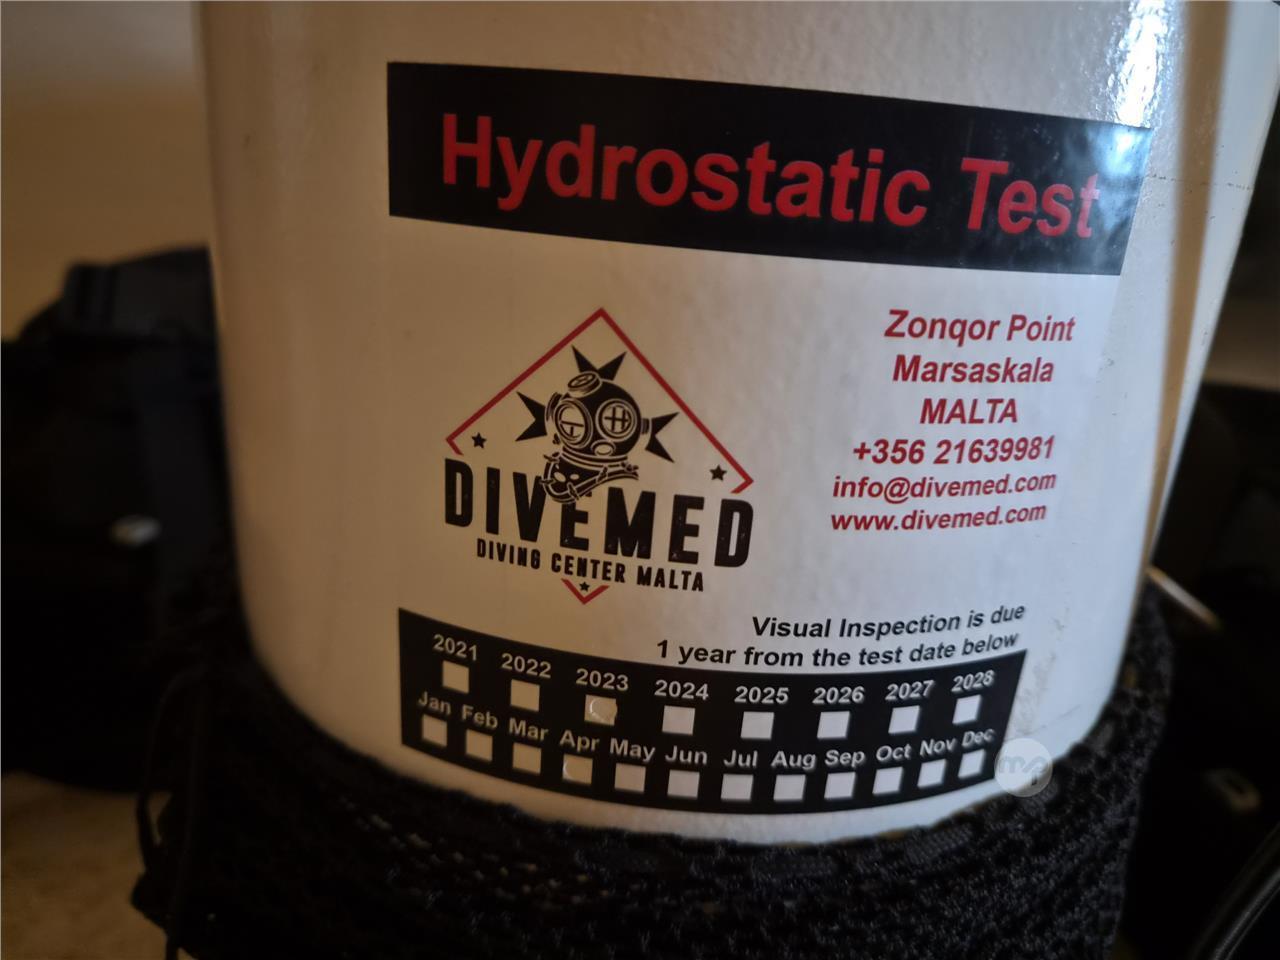 Hydrostatic Test
Zonqor Point
Marsaskala
MALTA
+356 21639981
info@divemed.com
www.divemed.com
DIVEMED
DIVING CENTER MALTA
Visual Inspection is due
1 year from the test date below
2021 2022 2023 2024 2025 2026 2027 2028
Jan Feb Mar Apr May Jun Jul Aug Sep Oct Nov Dec